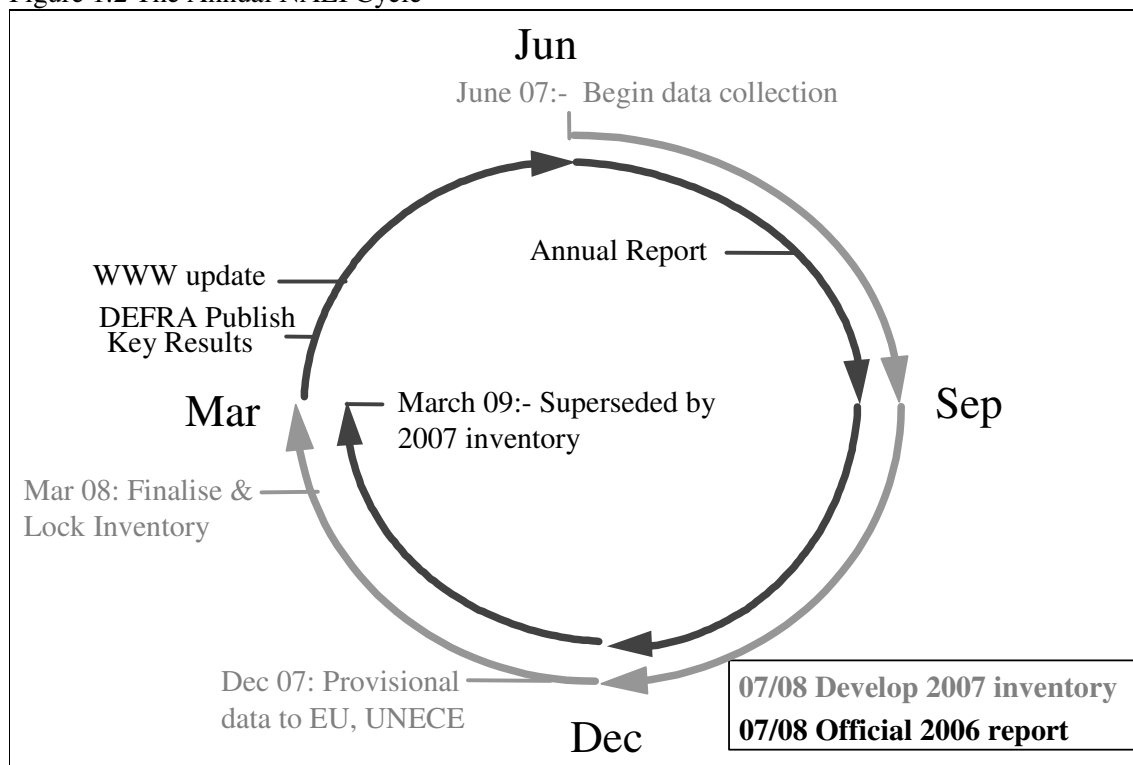 Figure 1.2 The Annual NAEI Cycle
Jun
June 07:- Begin data collection
Annual Report
WWW update
DEFRA Publish
Key Results
Mar
March 09:- Superseded by
2007 inventory
Sep
Mar 08: Finalise &
Lock Inventory
Dec 07: Provisional
data to EU, UNECE
Dec
07/08 Develop 2007 inventory
07/08 Official 2006 report